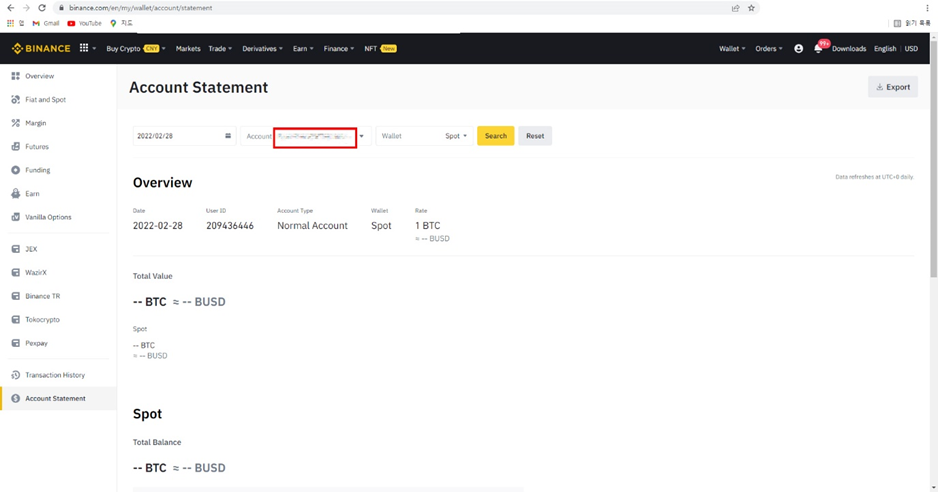 binance.com/en/my/wallet/account/statement
앱 Gmail YouTube 지도 읽기 목록
BINANCE Buy Crypto CNY Markets Trade Derivatives Earn Finance NFT New Wallet Orders 99+ Downloads English | USD
Overview
Fiat and Spot
Margin
Futures
Funding
Earn
Vanilla Options
JEX
WazirX
Binance TR
Tokocrypto
Pexpay
Transaction History
Account Statement
Account Statement
Export
2022/02/28 Account Wallet Spot Search Reset
Overview
Data refreshes at UTC+0 daily.
Date User ID Account Type Wallet Rate
2022-02-28 209436446 Normal Account Spot 1 BTC
≈ -- BUSD
Total Value
-- BTC ≈ -- BUSD
Spot
-- BTC
≈ -- BUSD
Spot
Total Balance
-- BTC ≈ -- BUSD